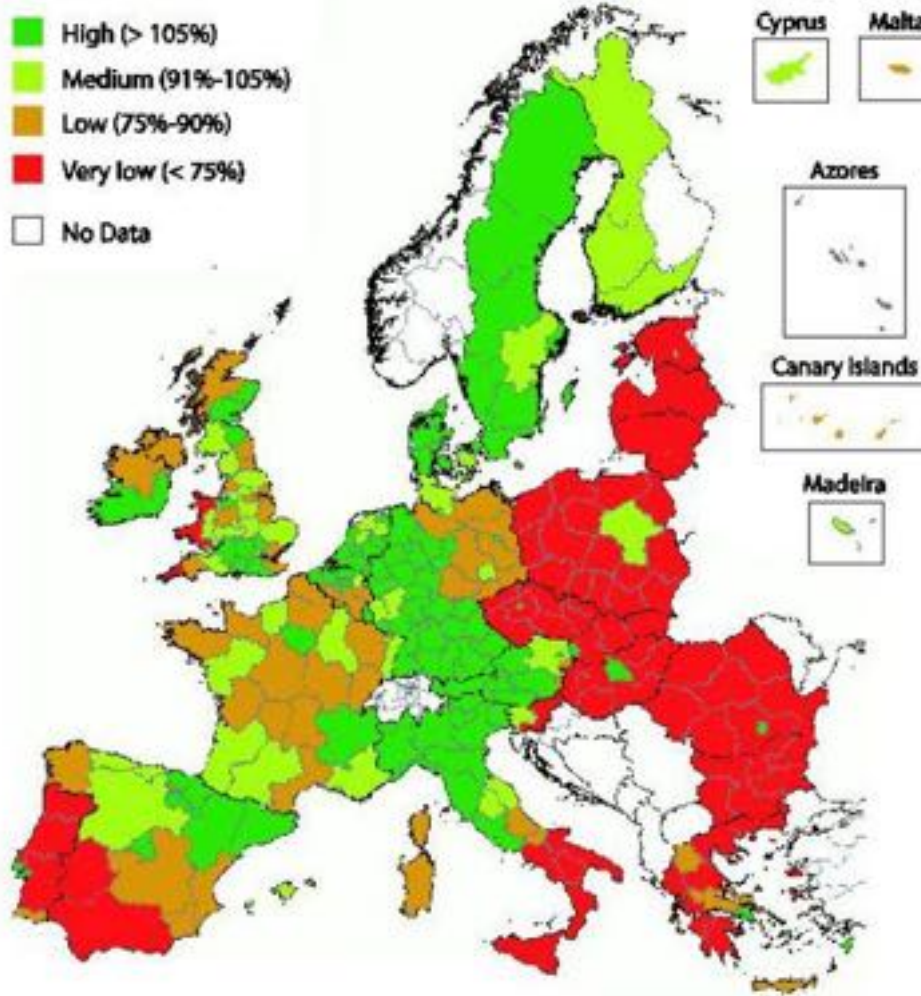 High (> 105%)
Medium (91%-105%)
Low (75%-90%)
Very low (< 75%)
No Data
Cyprus
Malta
Azores
Canary islands
Madeira